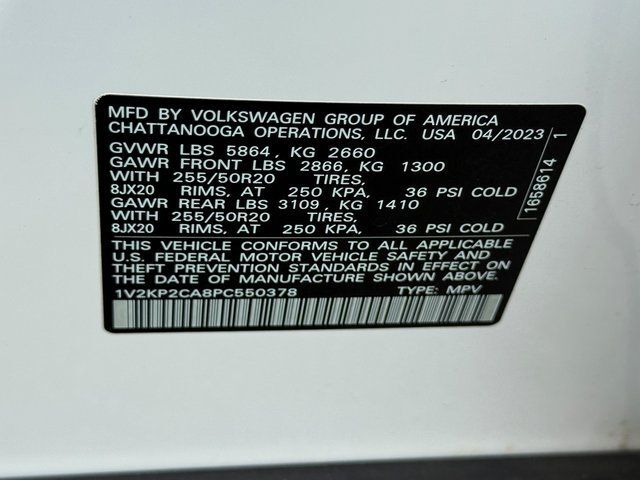 MFD BY VOLKSWAGEN GROUP OF AMERICA
CHATTANOOGA OPERATIONS, LLC. USA 04/2023
GVWR LBS 5864, KG 2660
GAWR FRONT LBS 2866, KG 1300
WITH 255/50R20 TIRES,
8JX20 RIMS, AT 250 KPA, 36 PSI COLD
GAWR REAR LBS 3109, KG 1410
WITH 255/50R20 TIRES,
8JX20 RIMS, AT 250 KPA, 36 PSI COLD
THIS VEHICLE CONFORMS TO ALL APPLICABLE
U.S. FEDERAL MOTOR VEHICLE SAFETY AND
THEFT PREVENTION STANDARDS IN EFFECT ON
THE DATE OF MANUFACTURE SHOWN ABOVE.
1V2KP2CA8PC550378 TYPE: MPV
1658614 1